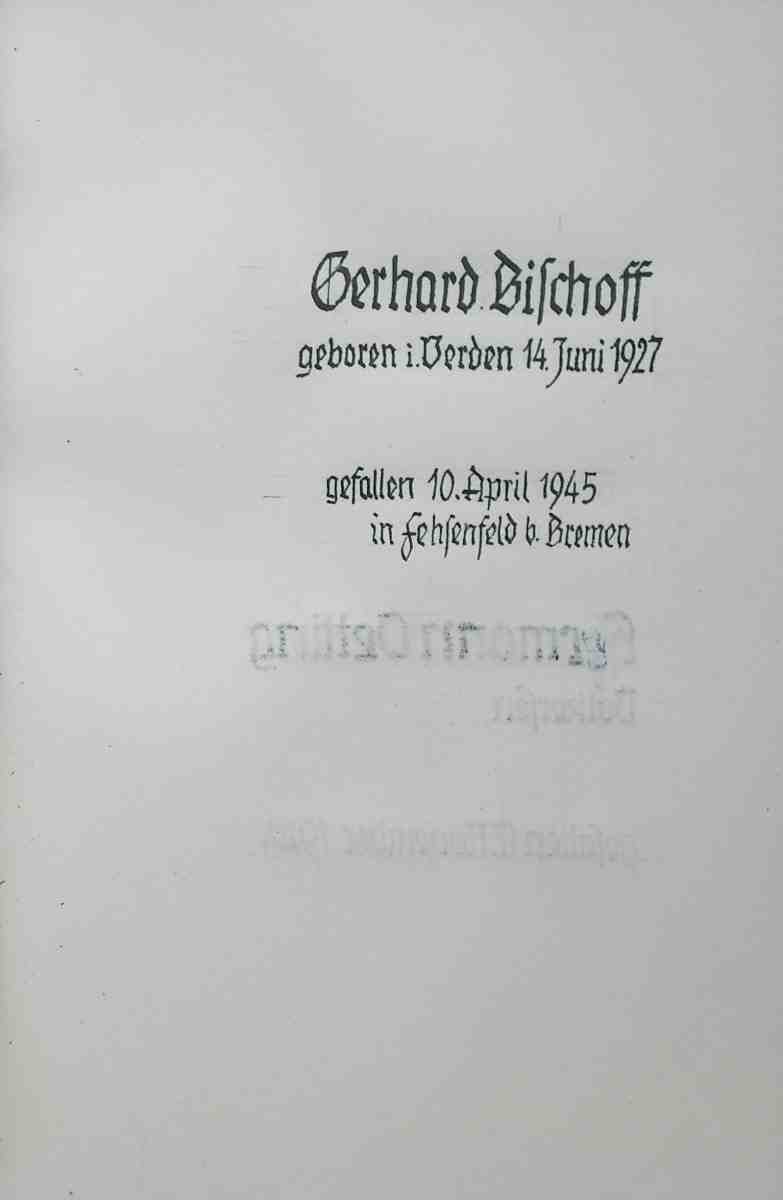 Gerhard Bischoff
geboren i. Verden 14. Juni 1927
gefallen 10. April 1945
in Fehsenfeld b. Bremen